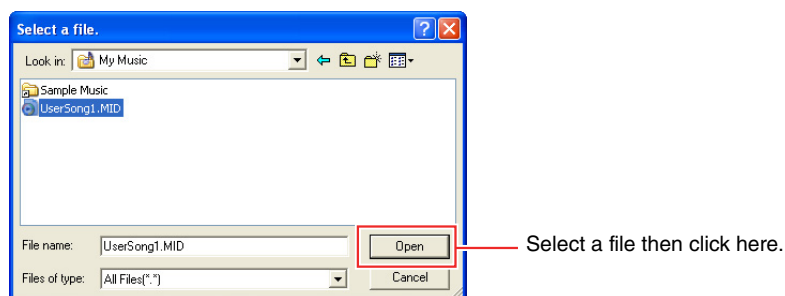 Select a file.
Look in: My Music
Sample Music
UserSong1.MID
File name: UserSong1.MID Open
Select a file then click here.
Files of type: All Files(*.*) Cancel